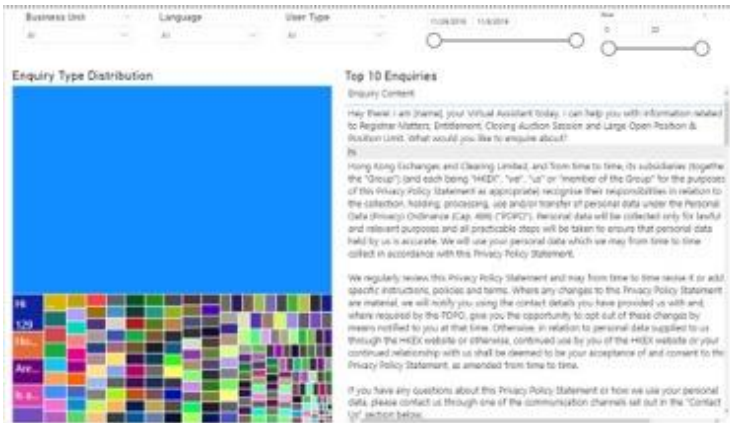 Business Unit
Language
User Type
All
All
All
Enquiry Type Distribution
Top 10 Enquiries
Enquiry Content
Hey there! I am (name), your Virtual Assistant today. I can help you with information related
to Registrar Matters, Entitlement, Closing Auction Session and Large Open Position &
Position Limit. What would you like to enquire about?
hi
Hong Kong Exchanges and Clearing Limited, and from time to time, its subsidiaries (together
the "Group") (and each being "HKEX", "we", "us" or "member of the Group" for the purposes
of this Privacy Policy Statement as appropriate) recognise their responsibilities in relation to
the collection, holding, processing, use and/or transfer of personal data under the Personal
Data (Privacy) Ordinance (Cap. 486) ("PDPO"). Personal data will be collected only for lawful
and relevant purposes and all practicable steps will be taken to ensure that personal data
held by us is accurate. We will use your personal data which we may from time to time
collect in accordance with this Privacy Policy Statement.
We regularly review this Privacy Policy Statement and may from time to time revise it or add
specific instructions, policies and terms. Where any changes to this Privacy Policy Statement
are material, we will notify you using the contact details you have provided us with and,
where required by the PDPO, give you the opportunity to opt out of these changes by
means notified to you at that time. Otherwise, in relation to personal data supplied to us
through the HKEX website or otherwise, continued use by you of the HKEX website or your
continued relationship with us shall be deemed to be your acceptance of and consent to this
Privacy Policy Statement, as amended from time to time.
If you have any questions about this Privacy Policy Statement or how we use your personal
data, please contact us through one of the communication channels set out in the "Contact
Us" section below.
Hi
129
Ho...
Are...